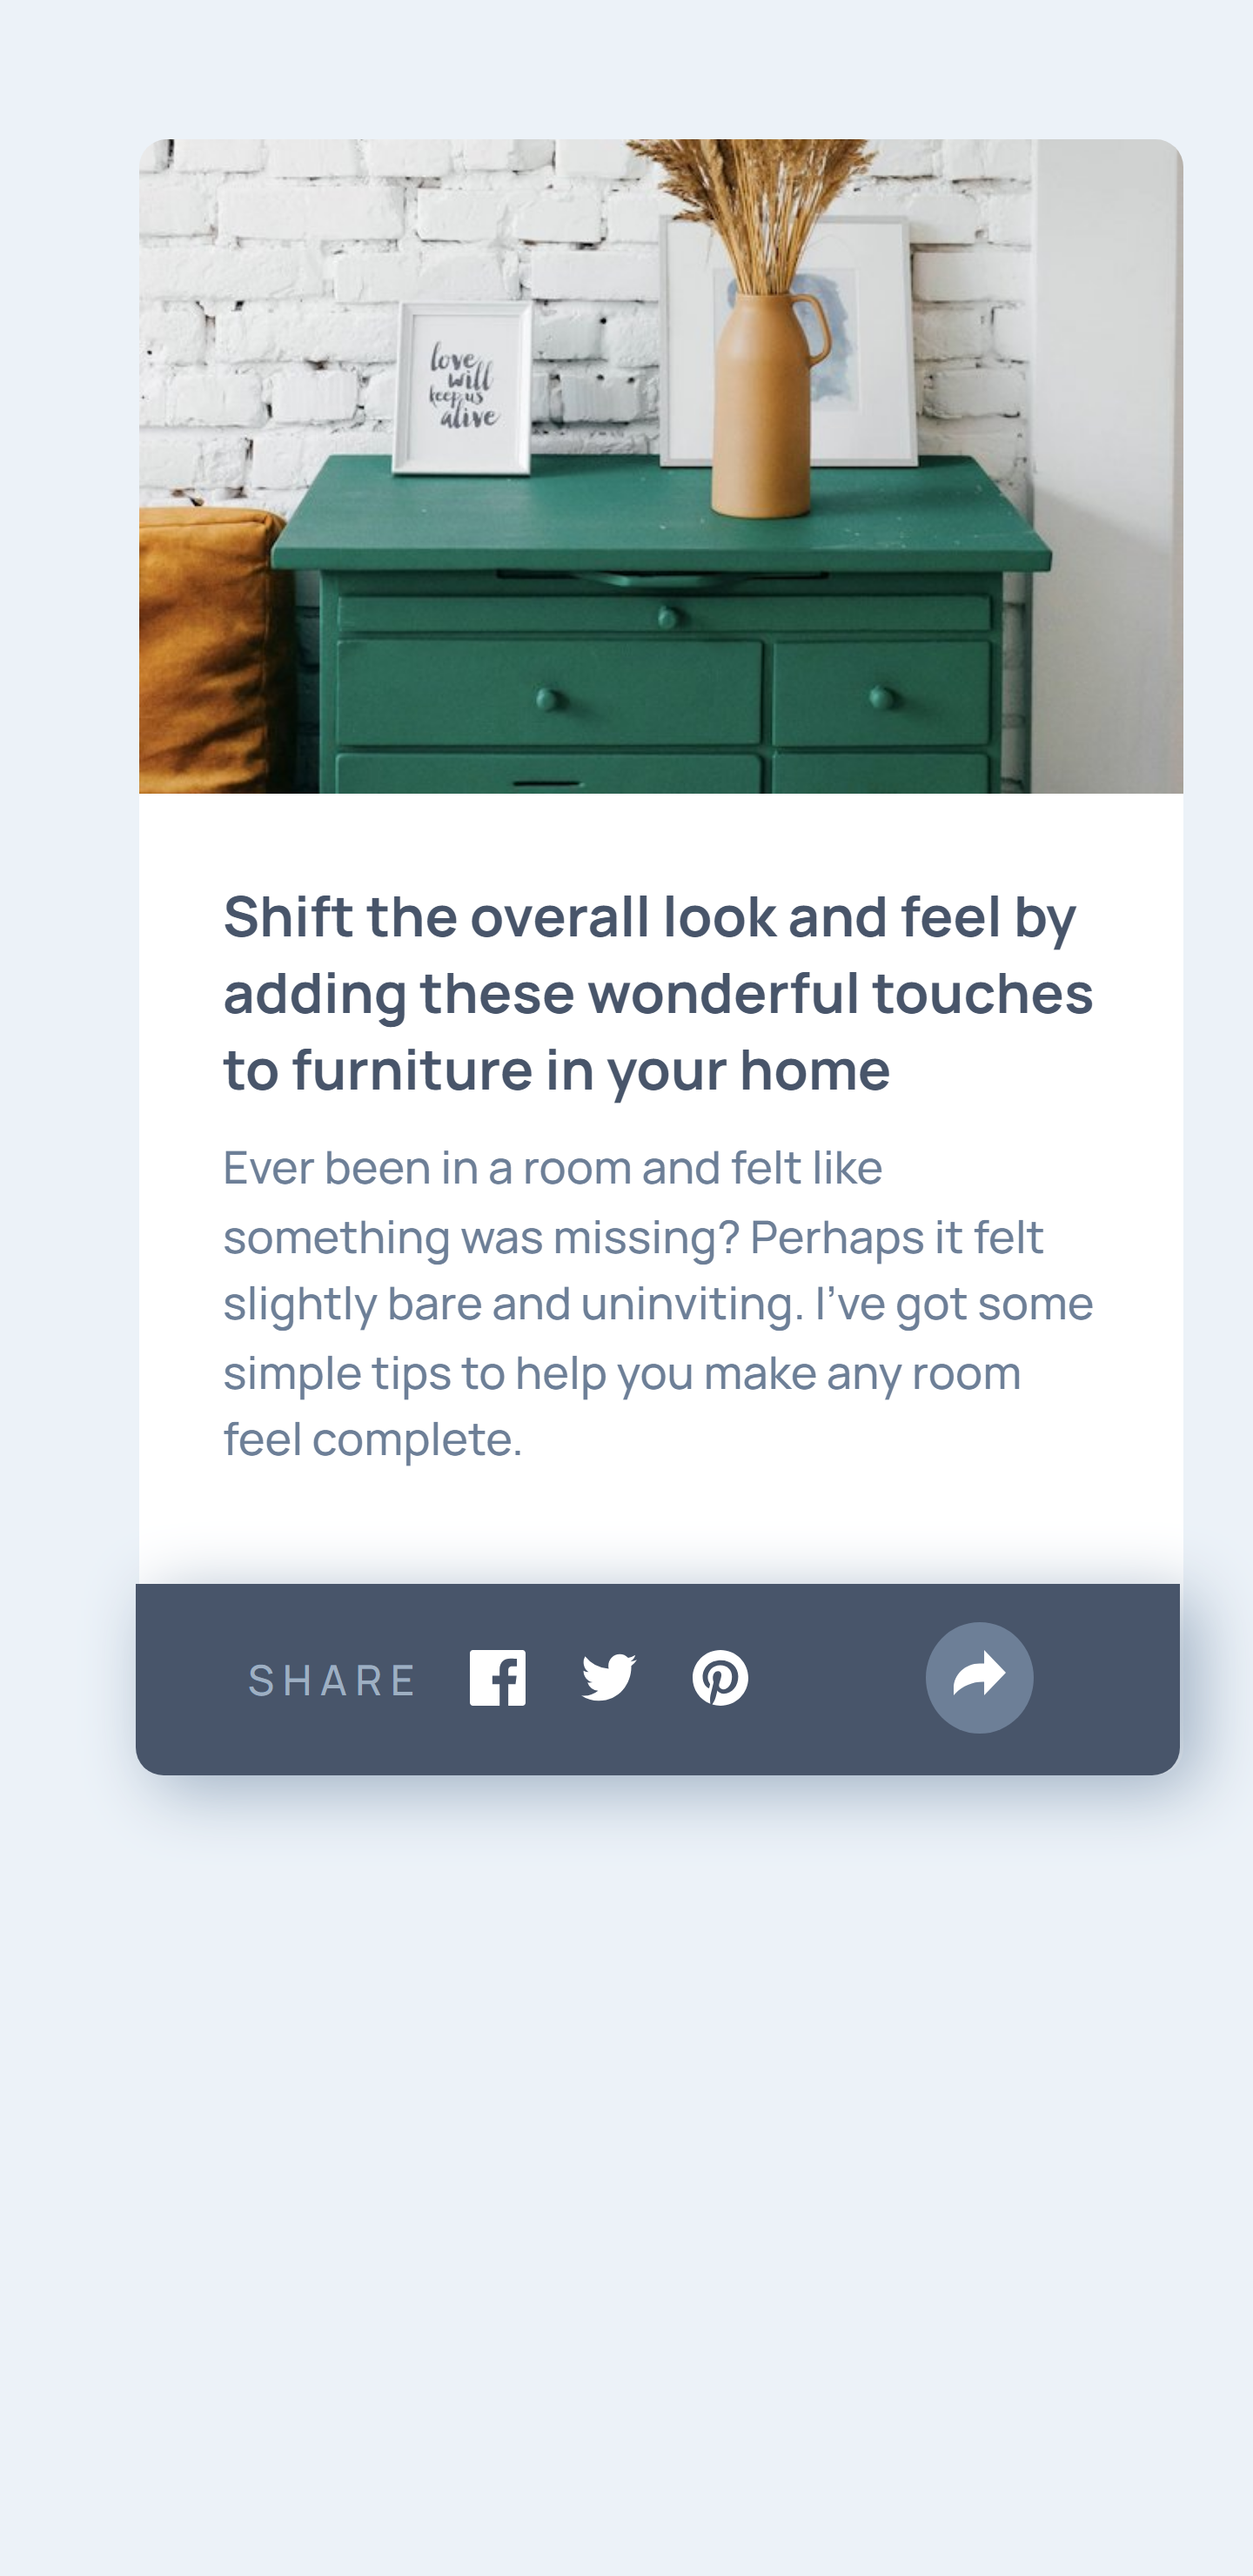 love
will
keep us
alive
Shift the overall look and feel by
adding these wonderful touches
to furniture in your home
Ever been in a room and felt like
something was missing? Perhaps it felt
slightly bare and uninviting. I’ve got some
simple tips to help you make any room
feel complete.
SHARE